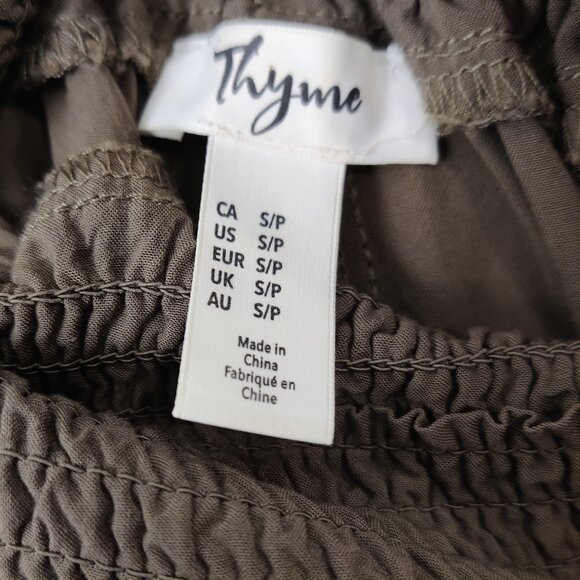 Thyme
CA S/P
US S/P
EUR S/P
UK S/P
AU S/P
Made in
China
Fabriqué en
Chine